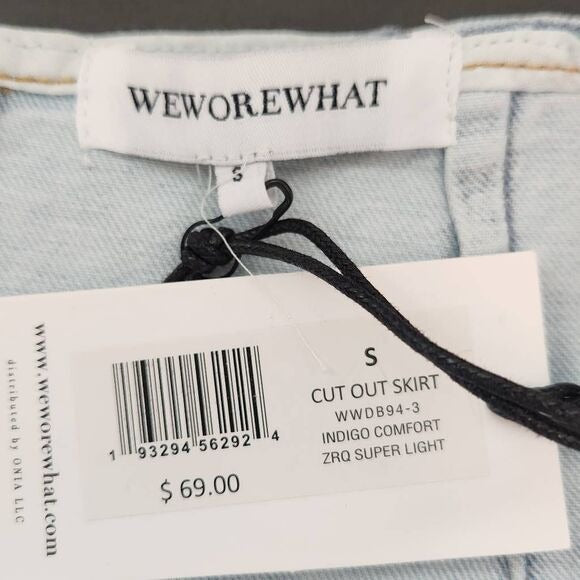 WEWOREWHAT
S
S
CUT OUT SKIRT
WWDB94-3
INDIGO COMFORT
ZRQ SUPER LIGHT
1 93294 56292 4
$ 69.00
www.weworewhat.com
distributed by ONIA LLC